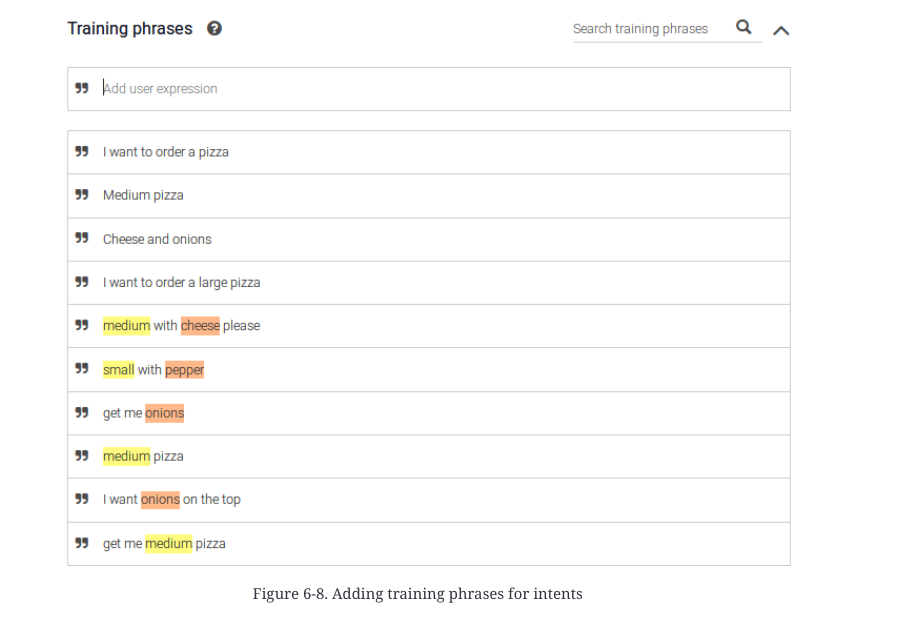 Training phrases ?
Search training phrases
Add user expression
I want to order a pizza
Medium pizza
Cheese and onions
I want to order a large pizza
medium with cheese please
small with pepper
get me onions
medium pizza
I want onions on the top
get me medium pizza
Figure 6-8. Adding training phrases for intents